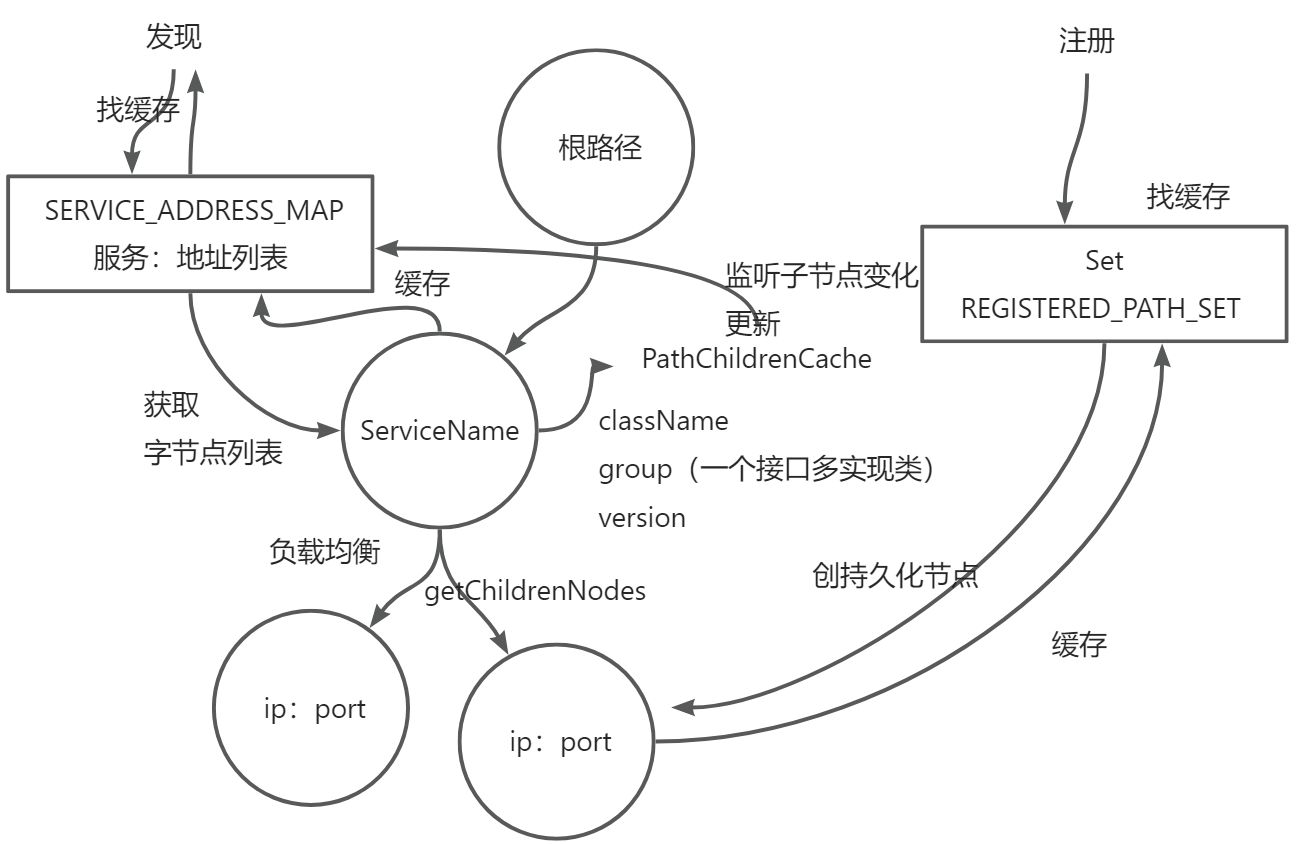 发现
注册
找缓存
根路径
找缓存
SERVICE_ADDRESS_MAP
服务：地址列表
缓存
监听子节点变化
更新
Set
REGISTERED_PATH_SET
PathChildrenCache
获取
字节点列表
ServiceName
className
group（一个接口多实现类）
version
负载均衡
getChildrenNodes
创持久化节点
缓存
ip：port
ip：port